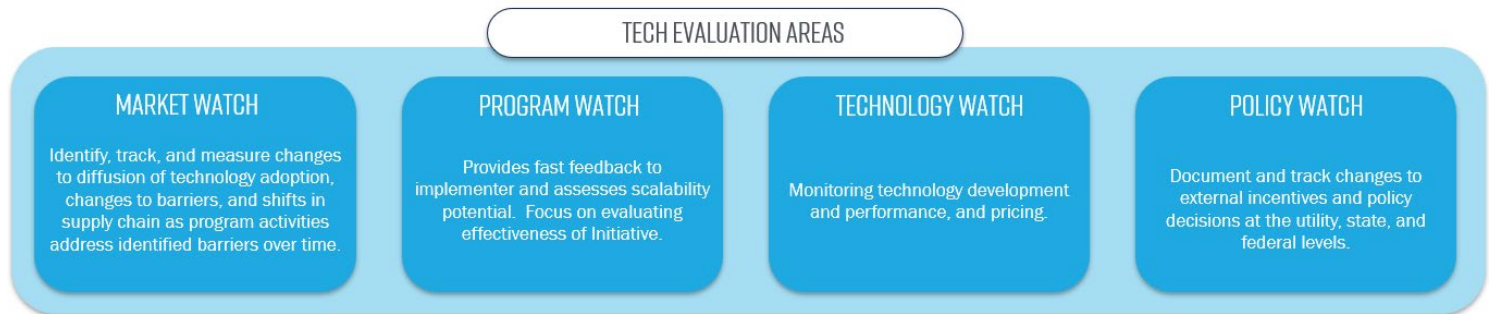 TECH EVALUATION AREAS
MARKET WATCH
Identify, track, and measure changes
to diffusion of technology adoption,
changes to barriers, and shifts in
supply chain as program activities
address identified barriers over time.
PROGRAM WATCH
Provides fast feedback to
implementer and assesses scalability
potential.  Focus on evaluating
effectiveness of Initiative.
TECHNOLOGY WATCH
Monitoring technology development
and performance, and pricing.
POLICY WATCH
Document and track changes to
external incentives and policy
decisions at the utility, state, and
federal levels.